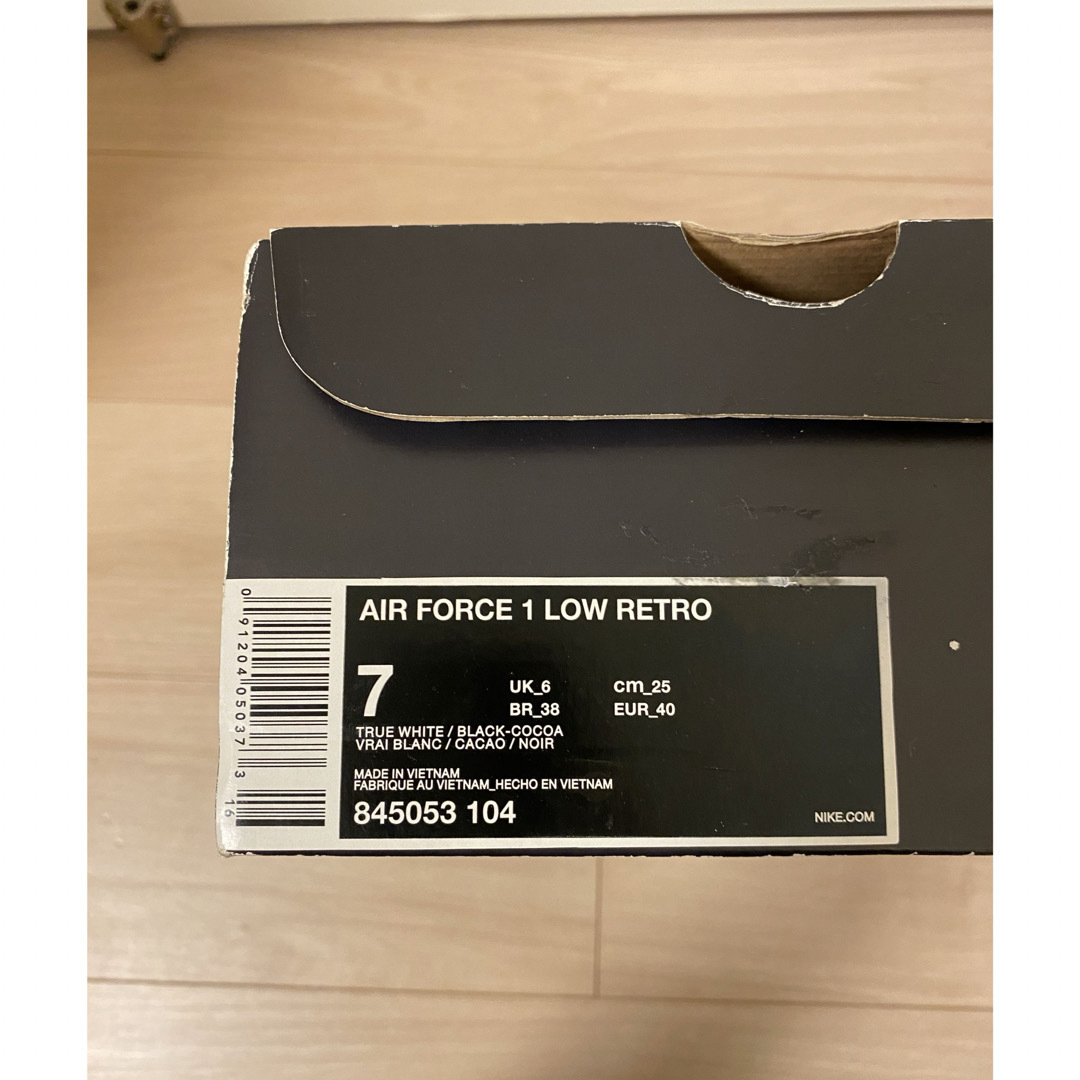 AIR FORCE 1 LOW RETRO
7
UK_6 cm_25
BR_38 EUR_40
TRUE WHITE / BLACK-COCOA
VRAI BLANC / CACAO / NOIR
MADE IN VIETNAM
FABRIQUE AU VIETNAM_HECHO EN VIETNAM
845053 104
NIKE.COM
0 91204 05037 3
16